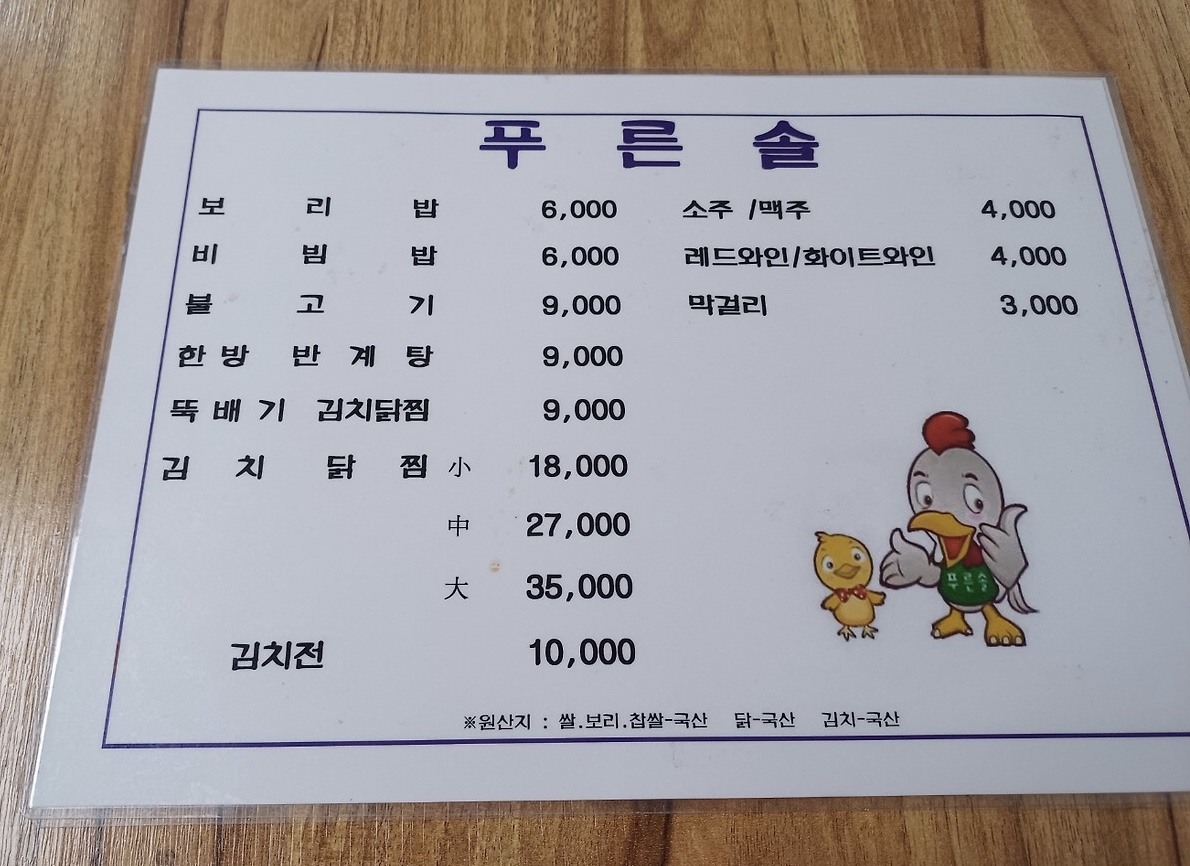 푸른솔
보리밥 6,000
비빔밥 6,000
불고기 9,000
한방 반계탕 9,000
뚝배기 김치닭찜 9,000
김치닭찜 小 18,000
中 27,000
大 35,000
김치전 10,000
소주 /맥주 4,000
레드와인/화이트와인 4,000
막걸리 3,000
푸른솔
※원산지 : 쌀.보리.찹쌀-국산 닭-국산 김치-국산